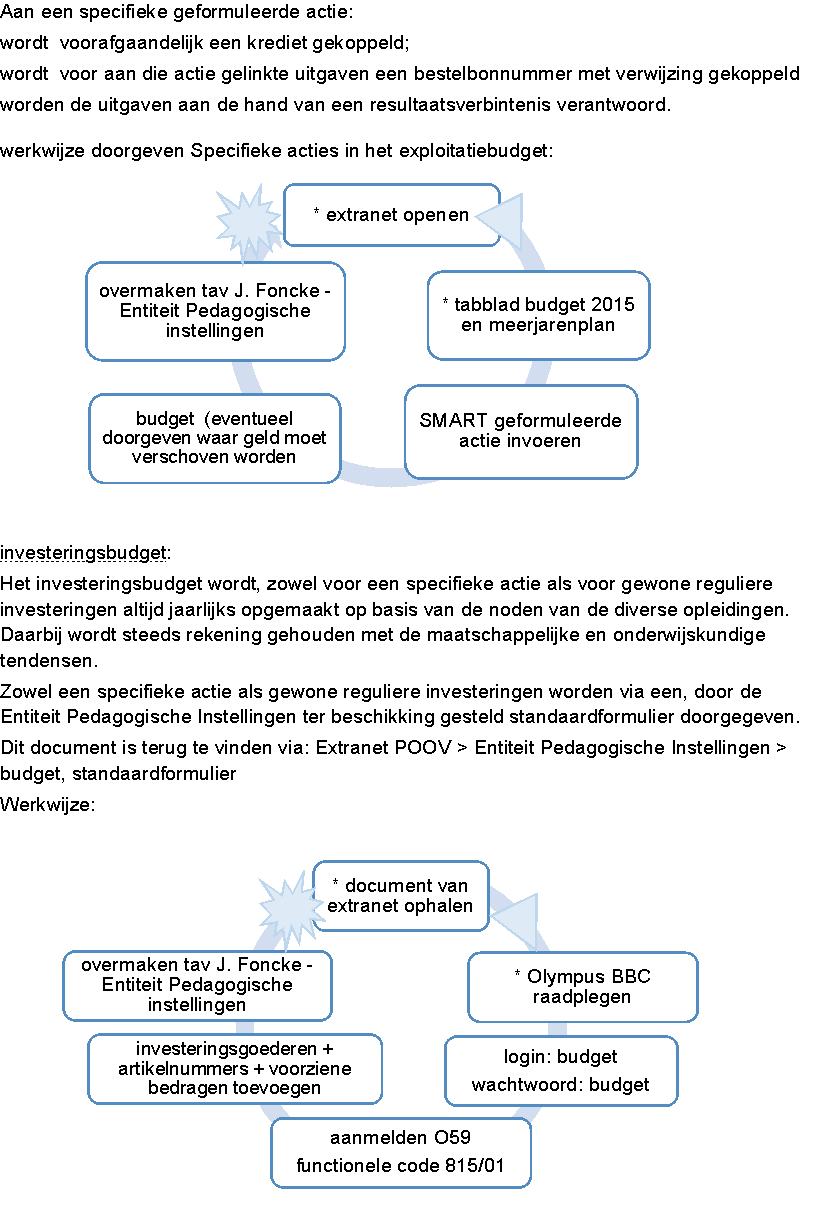 Aan een specifieke geformuleerde actie:
wordt  voorafgaandelijk een krediet gekoppeld;
wordt  voor aan die actie gelinkte uitgaven een bestelbonnummer met verwijzing gekoppeld
worden de uitgaven aan de hand van een resultaatsverbintenis verantwoord.
werkwijze doorgeven Specifieke acties in het exploitatiebudget:
* extranet openen
* tabblad budget 2015
en meerjarenplan
SMART geformuleerde
actie invoeren
budget  (eventueel
doorgeven waar geld moet
verschoven worden
overmaken tav J. Foncke -
Entiteit Pedagogische
instellingen
investeringsbudget:
Het investeringsbudget wordt, zowel voor een specifieke actie als voor gewone reguliere
investeringen altijd jaarlijks opgemaakt op basis van de noden van de diverse opleidingen.
Daarbij wordt steeds rekening gehouden met de maatschappelijke en onderwijskundige
tendensen.
Zowel een specifieke actie als gewone reguliere investeringen worden via een, door de
Entiteit Pedagogische Instellingen ter beschikking gesteld standaardformulier doorgegeven.
Dit document is terug te vinden via: Extranet POOV > Entiteit Pedagogische Instellingen >
budget, standaardformulier
Werkwijze:
* document van
extranet ophalen
* Olympus BBC
raadplegen
login: budget
wachtwoord: budget
aanmelden O59
functionele code 815/01
investeringsgoederen +
artikelnummers + voorziene
bedragen toevoegen
overmaken tav J. Foncke -
Entiteit Pedagogische
instellingen